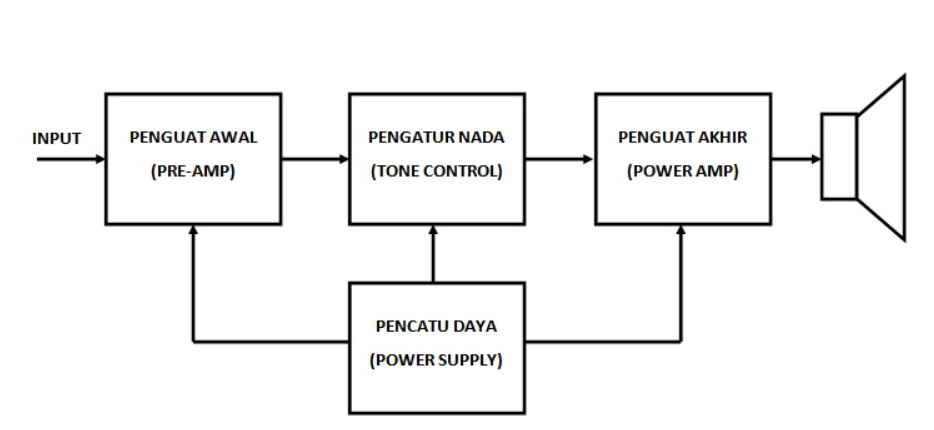 INPUT
PENGUAT AWAL
(PRE-AMP)
PENGATUR NADA
(TONE CONTROL)
PENGUAT AKHIR
(POWER AMP)
PENCATU DAYA
(POWER SUPPLY)